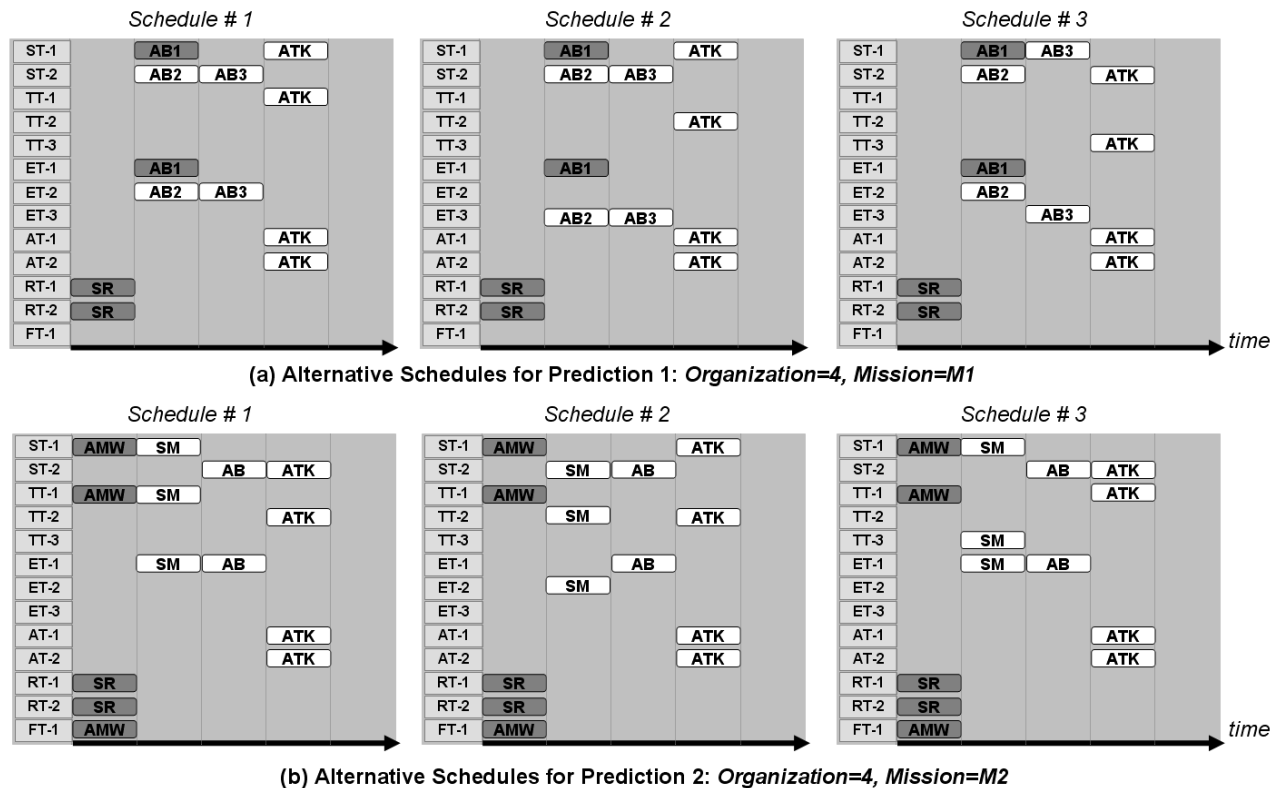 Schedule # 1 Schedule # 2 Schedule # 3
ST-1 AB1 ATK ST-1 AB1 ATK ST-1 AB1 AB3
ST-2 AB2 AB3 ST-2 AB2 AB3 ST-2 AB2 ATK
TT-1 ATK TT-1 TT-1
TT-2 TT-2 ATK TT-2
TT-3 TT-3 TT-3 ATK
ET-1 AB1 ET-1 AB1 ET-1 AB1
ET-2 AB2 AB3 ET-2 ET-2 AB2
ET-3 ET-3 AB2 AB3 ET-3 AB3
AT-1 ATK AT-1 ATK AT-1 ATK
AT-2 ATK AT-2 ATK AT-2 ATK
RT-1 SR RT-1 SR RT-1 SR
RT-2 SR RT-2 SR RT-2 SR
FT-1 FT-1 FT-1
time
(a) Alternative Schedules for Prediction 1: Organization=4, Mission=M1
Schedule # 1 Schedule # 2 Schedule # 3
ST-1 AMW SM ST-1 AMW ATK ST-1 AMW SM
ST-2 AB ATK ST-2 SM AB ATK ST-2 AB ATK
TT-1 AMW SM TT-1 AMW TT-1 AMW ATK
TT-2 ATK TT-2 SM ATK TT-2
TT-3 TT-3 TT-3 SM
ET-1 SM AB ET-1 AB ET-1 SM AB
ET-2 ET-2 SM ET-2
ET-3 ET-3 ET-3
AT-1 ATK AT-1 ATK AT-1 ATK
AT-2 ATK AT-2 ATK AT-2 ATK
RT-1 SR RT-1 SR RT-1 SR
RT-2 SR RT-2 SR RT-2 SR
FT-1 AMW FT-1 AMW FT-1 AMW
time
(b) Alternative Schedules for Prediction 2: Organization=4, Mission=M2